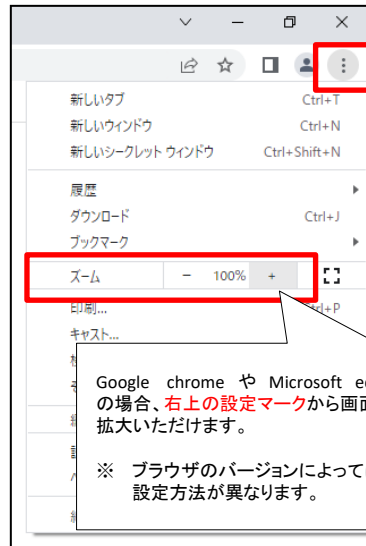 新しいタブ Ctrl+T
新しいウィンドウ Ctrl+N
新しいシークレット ウィンドウ Ctrl+Shift+N
履歴
ダウンロード Ctrl+J
ブックマーク
ズーム − 100% +
印刷... Ctrl+P
キャスト...
Google chrome や Microsoft
の場合、右上の設定マークから画面
拡大いただけます。
※ ブラウザのバージョンによって
設定方法が異なります。